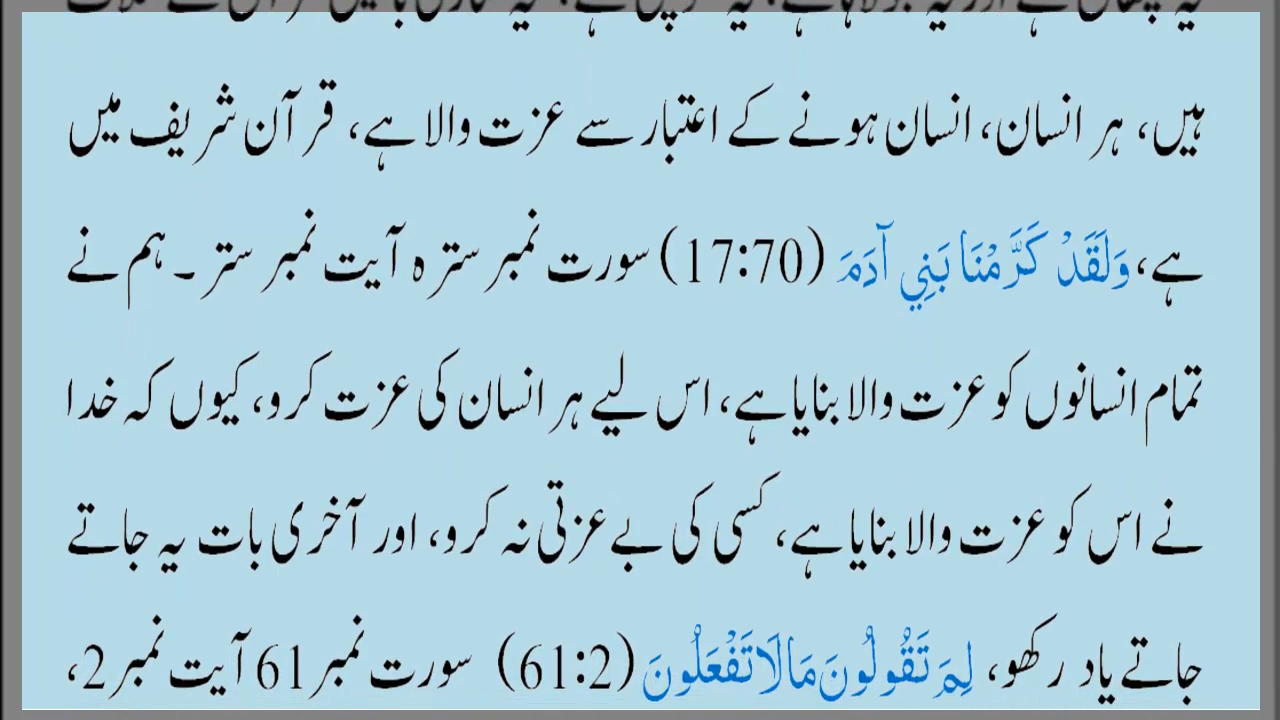 ہیں، ہر انسان، انسان ہونے کے اعتبار سے عزت والا ہے، قرآن شریف میں
ہے، وَلَقَدْ كَرَّمْنَا بَنِي آدَمَ (17:70) سورت نمبر سترہ آیت نمبر ستر ۔ ہم نے
تمام انسانوں کو عزت والا بنایا ہے، اس لیے ہر انسان کی عزت کرو، کیوں کہ خدا
نے اس کو عزت والا بنایا ہے، کسی کی بے عزتی نہ کرو، اور آخری بات یہ جاتے
جاتے یاد رکھو، لِمَ تَقُولُونَ مَا لَا تَفْعَلُونَ (61:2) سورت نمبر 61 آیت نمبر 2،